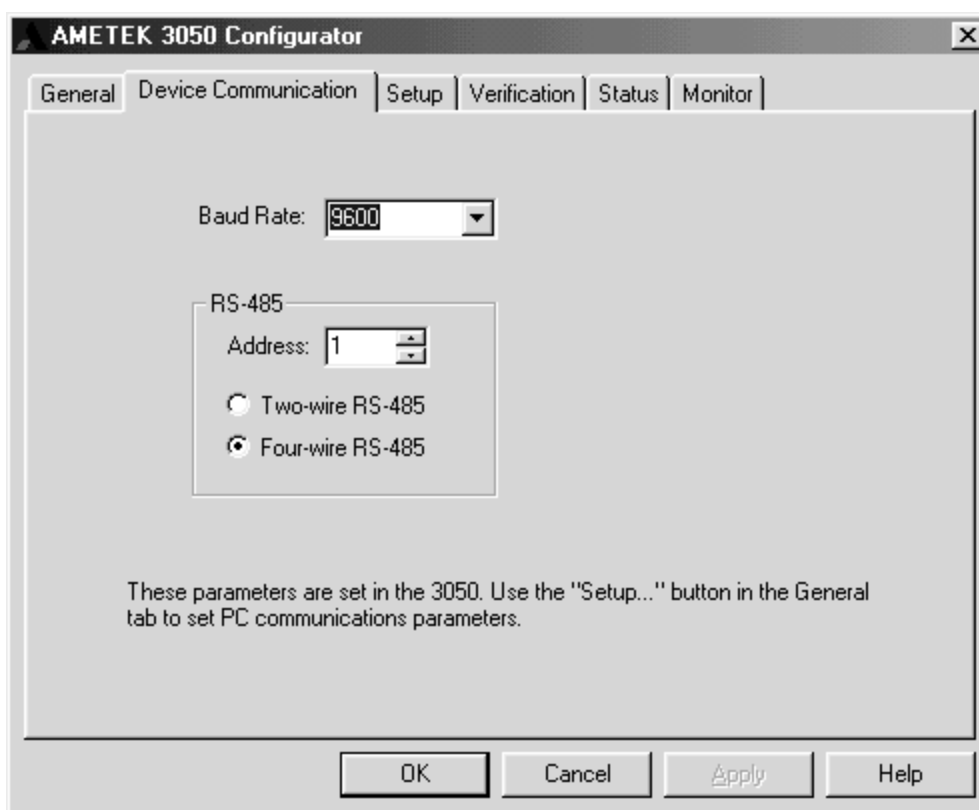 AMETEK 3050 Configurator
General Device Communication Setup Verification Status Monitor
Baud Rate: 9600
RS-485
Address: 1
Two-wire RS-485
Four-wire RS-485
These parameters are set in the 3050. Use the "Setup..." button in the General
tab to set PC communications parameters.
OK Cancel Apply Help